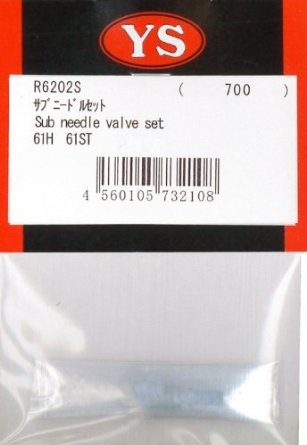 YS
R6202S ( 700 )
ｻﾌﾞﾆｰﾄﾞﾙｾｯﾄ
Sub needle valve set
61H 61ST
4 560105 732108